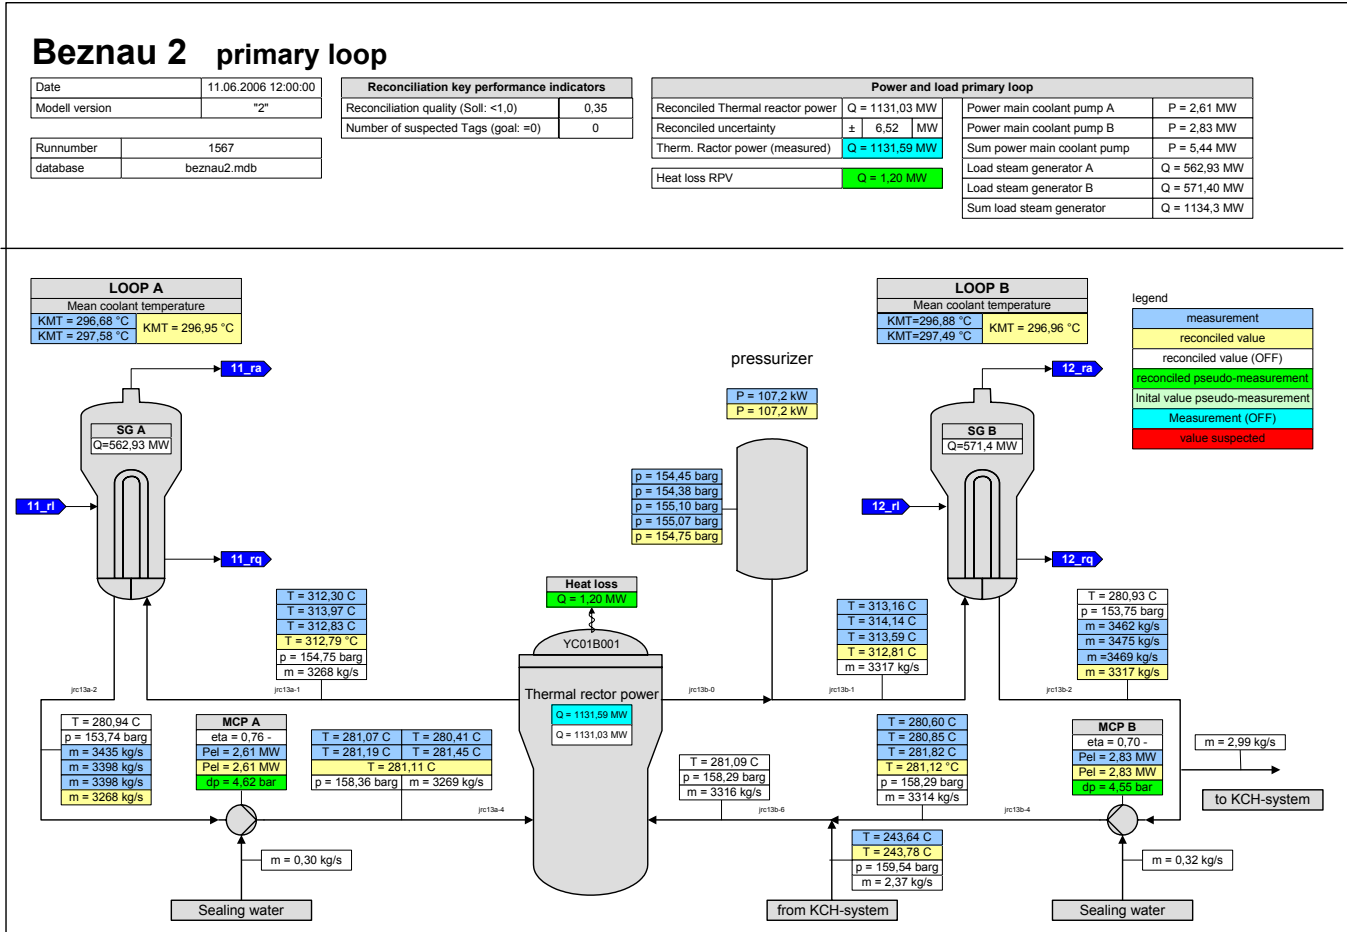 Beznau 2 primary loop
Date 11.06.2006 12:00:00
Modell version "2"
Runnumber 1567
database beznau2.mdb
Reconciliation key performance indicators
Reconciliation quality (Soll: <1,0) 0,35
Number of suspected Tags (goal: =0) 0
Power and load primary loop
Reconciled Thermal reactor power Q = 1131,03 MW
Reconciled uncertainty ± 6,52 MW
Therm. Ractor power (measured) Q = 1131,59 MW
Heat loss RPV Q = 1,20 MW
Power main coolant pump A P = 2,61 MW
Power main coolant pump B P = 2,83 MW
Sum power main coolant pump P = 5,44 MW
Load steam generator A Q = 562,93 MW
Load steam generator B Q = 571,40 MW
Sum load steam generator Q = 1134,3 MW
LOOP A
Mean coolant temperature
KMT = 296,68 °C
KMT = 297,58 °C
KMT = 296,95 °C
11_ra
SG A
Q=562,93 MW
11_rl
11_rq
LOOP B
Mean coolant temperature
KMT=296,88 °C
KMT=297,49 °C
KMT = 296,96 °C
12_ra
SG B
Q=571,4 MW
12_rl
12_rq
legend
measurement
reconciled value
reconciled value (OFF)
reconciled pseudo-measurement
Inital value pseudo-measurement
Measurement (OFF)
value suspected
pressurizer
P = 107,2 kW
P = 107,2 kW
p = 154,45 barg
p = 154,38 barg
p = 155,10 barg
p = 155,07 barg
p = 154,75 barg
Heat loss
Q = 1,20 MW
YC01B001
Thermal rector power
Q = 1131,59 MW
Q = 1131,03 MW
T = 312,30 C
T = 313,97 C
T = 312,83 C
T = 312,79 °C
p = 154,75 barg
m = 3268 kg/s
T = 313,16 C
T = 314,14 C
T = 313,59 C
T = 312,81 C
m = 3317 kg/s
T = 280,93 C
p = 153,75 barg
m = 3462 kg/s
m = 3475 kg/s
m =3469 kg/s
m = 3317 kg/s
jrc13a-2
jrc13a-1
jrc13b-0
jrc13b-1
jrc13b-2
T = 280,94 C
p = 153,74 barg
m = 3435 kg/s
m = 3398 kg/s
m = 3398 kg/s
m = 3268 kg/s
MCP A
eta = 0,76 -
Pel = 2,61 MW
Pel = 2,61 MW
dp = 4,62 bar
T = 281,07 C T = 280,41 C
T = 281,19 C T = 281,45 C
T = 281,11 C
p = 158,36 barg m = 3269 kg/s
jrc13a-4
T = 281,09 C
p = 158,29 barg
m = 3316 kg/s
jrc13b-6
T = 280,60 C
T = 280,85 C
T = 281,82 C
T = 281,12 °C
p = 158,29 barg
m = 3314 kg/s
jrc13b-4
MCP B
eta = 0,70 -
Pel = 2,83 MW
Pel = 2,83 MW
dp = 4,55 bar
m = 2,99 kg/s
to KCH-system
m = 0,30 kg/s
Sealing water
T = 243,64 C
T = 243,78 C
p = 159,54 barg
m = 2,37 kg/s
from KCH-system
m = 0,32 kg/s
Sealing water